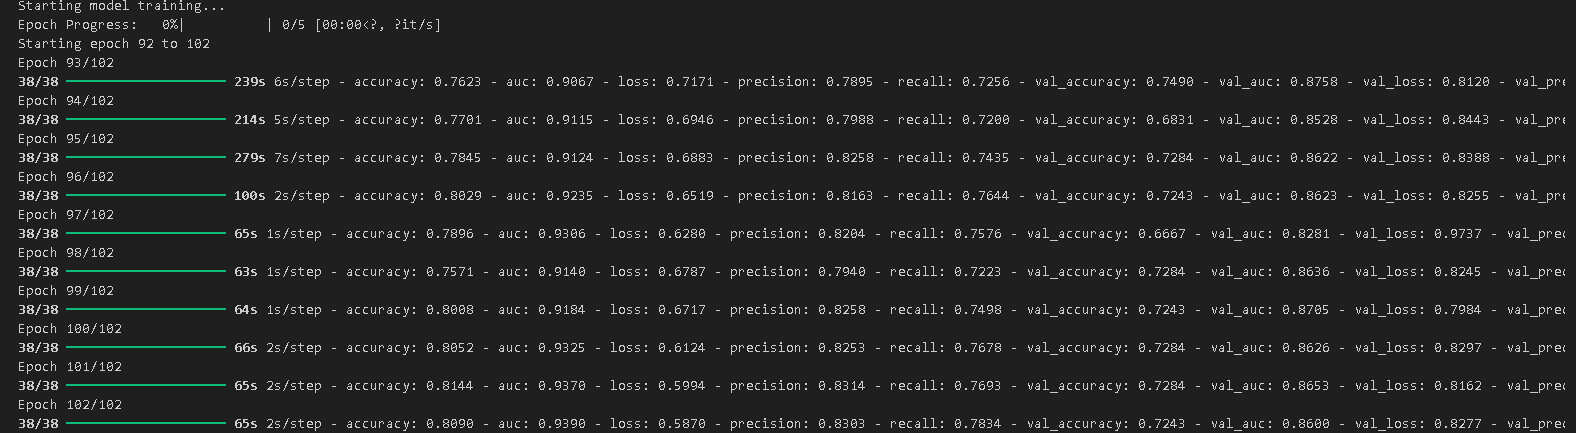 Starting model training...
Epoch Progress:   0%|          | 0/5 [00:00<?, ?it/s]
Starting epoch 92 to 102
Epoch 93/102
38/38 239s 6s/step - accuracy: 0.7623 - auc: 0.9067 - loss: 0.7171 - precision: 0.7895 - recall: 0.7256 - val_accuracy: 0.7490 - val_auc: 0.8758 - val_loss: 0.8120 - val_pre
Epoch 94/102
38/38 214s 5s/step - accuracy: 0.7701 - auc: 0.9115 - loss: 0.6946 - precision: 0.7988 - recall: 0.7200 - val_accuracy: 0.6831 - val_auc: 0.8528 - val_loss: 0.8443 - val_pre
Epoch 95/102
38/38 279s 7s/step - accuracy: 0.7845 - auc: 0.9124 - loss: 0.6883 - precision: 0.8258 - recall: 0.7435 - val_accuracy: 0.7284 - val_auc: 0.8622 - val_loss: 0.8388 - val_pre
Epoch 96/102
38/38 100s 2s/step - accuracy: 0.8029 - auc: 0.9235 - loss: 0.6519 - precision: 0.8163 - recall: 0.7644 - val_accuracy: 0.7243 - val_auc: 0.8623 - val_loss: 0.8255 - val_pre
Epoch 97/102
38/38 65s 1s/step - accuracy: 0.7896 - auc: 0.9306 - loss: 0.6280 - precision: 0.8204 - recall: 0.7576 - val_accuracy: 0.6667 - val_auc: 0.8281 - val_loss: 0.9737 - val_prec
Epoch 98/102
38/38 63s 1s/step - accuracy: 0.7571 - auc: 0.9140 - loss: 0.6787 - precision: 0.7940 - recall: 0.7223 - val_accuracy: 0.7284 - val_auc: 0.8636 - val_loss: 0.8245 - val_prec
Epoch 99/102
38/38 64s 1s/step - accuracy: 0.8008 - auc: 0.9184 - loss: 0.6717 - precision: 0.8258 - recall: 0.7498 - val_accuracy: 0.7243 - val_auc: 0.8705 - val_loss: 0.7984 - val_prec
Epoch 100/102
38/38 66s 2s/step - accuracy: 0.8052 - auc: 0.9325 - loss: 0.6124 - precision: 0.8253 - recall: 0.7678 - val_accuracy: 0.7284 - val_auc: 0.8626 - val_loss: 0.8297 - val_prec
Epoch 101/102
38/38 65s 2s/step - accuracy: 0.8144 - auc: 0.9370 - loss: 0.5994 - precision: 0.8314 - recall: 0.7693 - val_accuracy: 0.7284 - val_auc: 0.8653 - val_loss: 0.8162 - val_prec
Epoch 102/102
38/38 65s 2s/step - accuracy: 0.8090 - auc: 0.9390 - loss: 0.5870 - precision: 0.8303 - recall: 0.7834 - val_accuracy: 0.7243 - val_auc: 0.8600 - val_loss: 0.8277 - val_prec